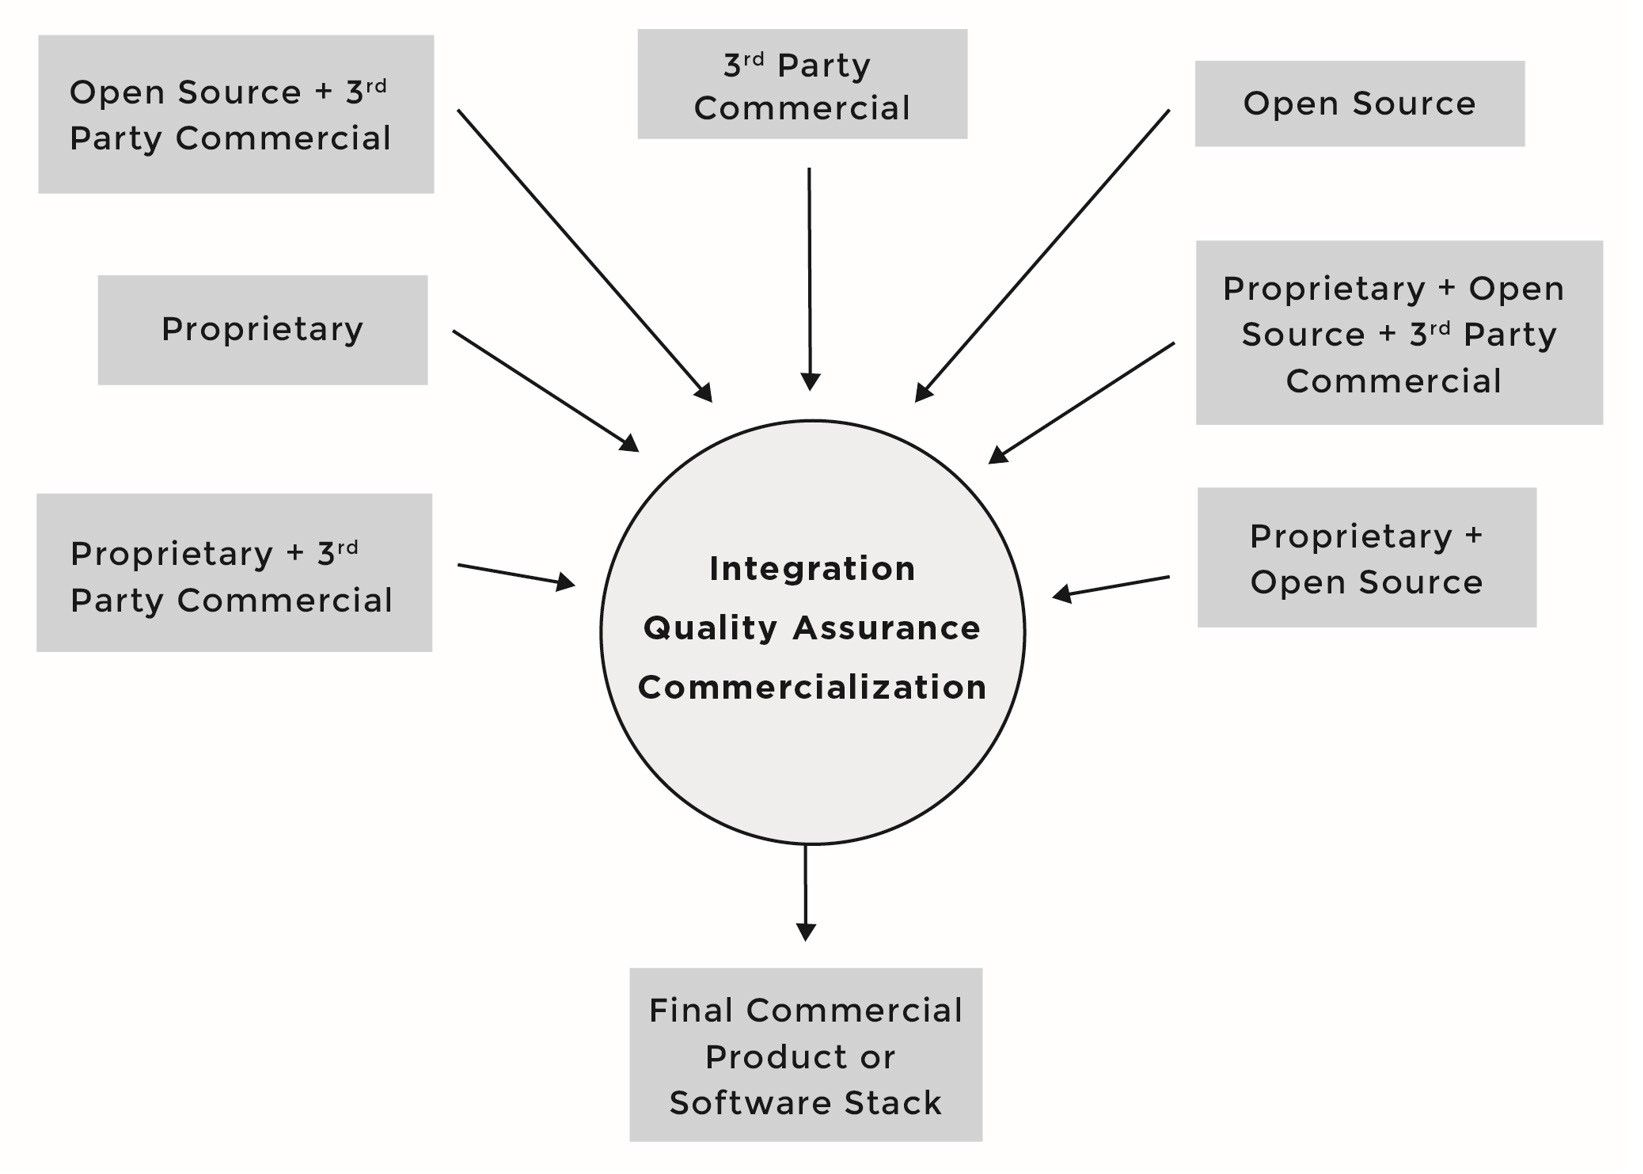 Open Source + 3rd
Party Commercial
3rd Party
Commercial
Open Source
Proprietary
Proprietary + Open
Source + 3rd Party
Commercial
Proprietary + 3rd
Party Commercial
Proprietary +
Open Source
Integration
Quality Assurance
Commercialization
Final Commercial
Product or
Software Stack